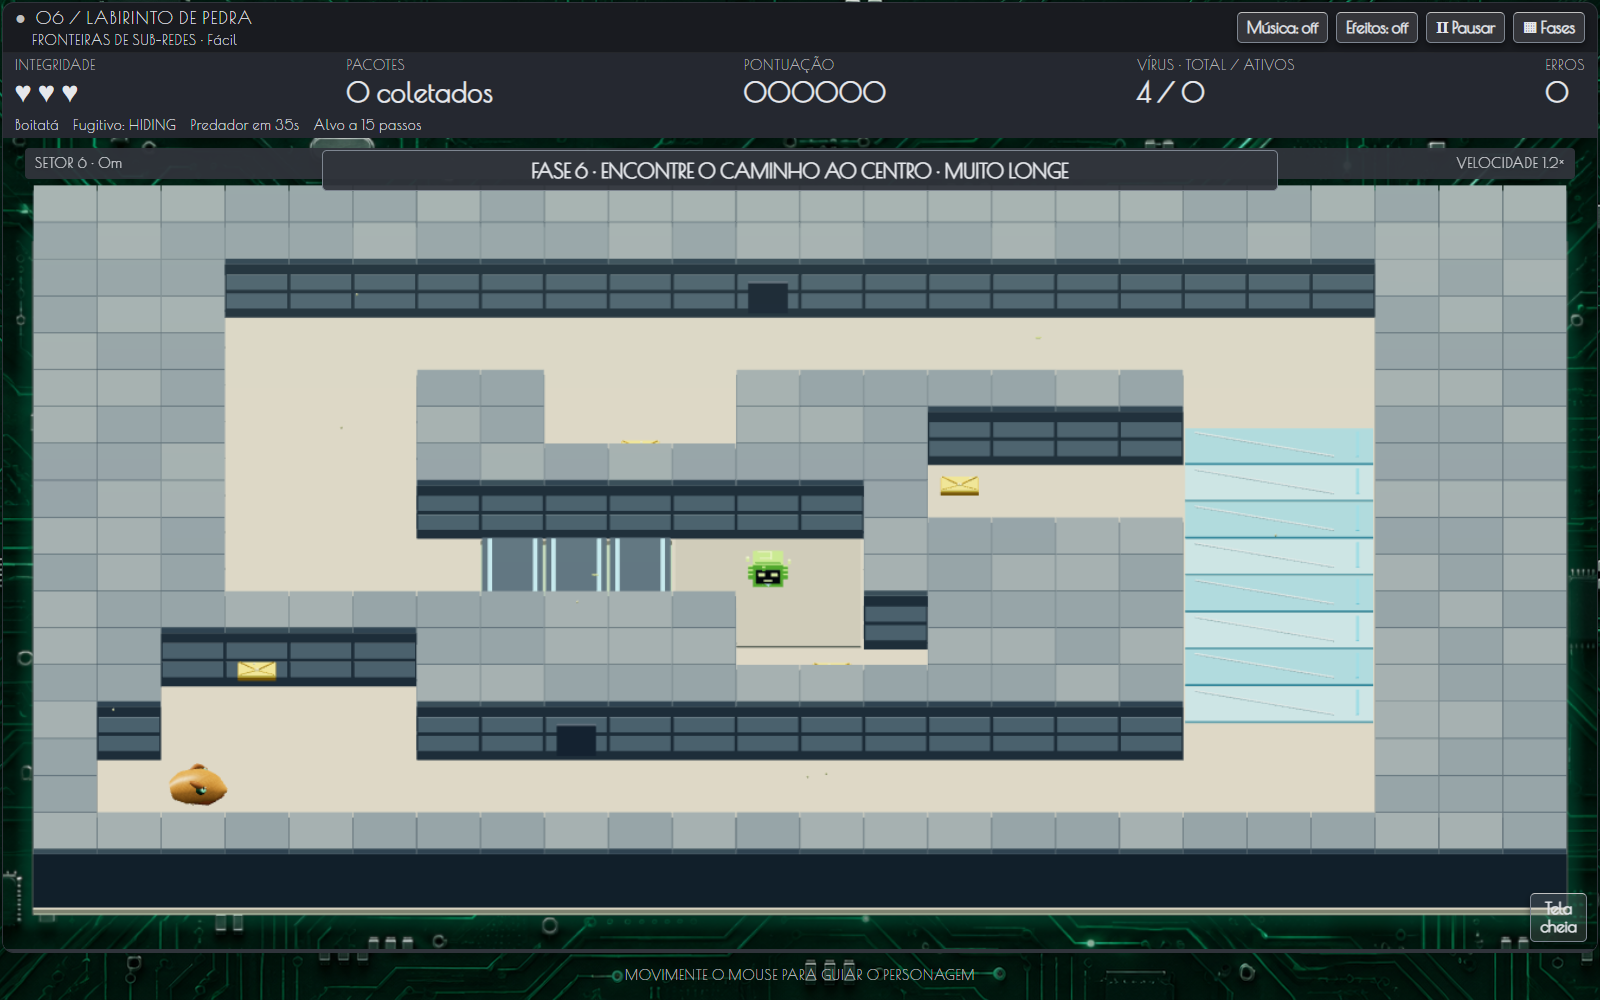 06 / LABIRINTO DE PEDRA
FRONTEIRAS DE SUB-REDES · Fácil
Música: off
Efeitos: off
Pausar
Fases
INTEGRIDADE
PACOTES
0 coletados
PONTUAÇÃO
000000
VÍRUS · TOTAL / ATIVOS
4 / 0
ERROS
0
Boitatá Fugitivo: HIDING Predador em 35s Alvo a 15 passos
SETOR 6 · 0m
FASE 6 · ENCONTRE O CAMINHO AO CENTRO · MUITO LONGE
VELOCIDADE 1.2×
Tela
cheia
MOVIMENTE O MOUSE PARA GUIAR O PERSONAGEM